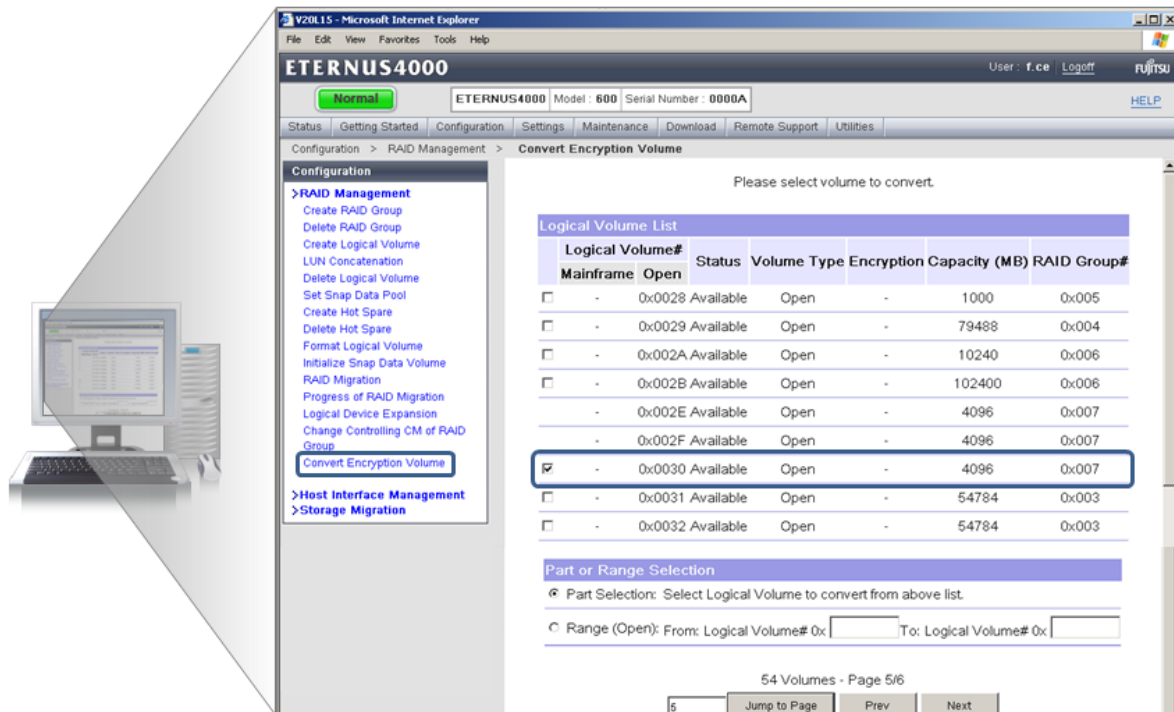 V20L15 - Microsoft Internet Explorer
File Edit View Favorites Tools Help
ETERNUS4000 User : f.ce Logoff FUJITSU
Normal ETERNUS4000 Model : 600 Serial Number : 0000A HELP
Status Getting Started Configuration Settings Maintenance Download Remote Support Utilities
Configuration > RAID Management > Convert Encryption Volume
Configuration
>RAID Management
Create RAID Group
Delete RAID Group
Create Logical Volume
LUN Concatenation
Delete Logical Volume
Set Snap Data Pool
Create Hot Spare
Delete Hot Spare
Format Logical Volume
Initialize Snap Data Volume
RAID Migration
Progress of RAID Migration
Logical Device Expansion
Change Controlling CM of RAID
Group
Convert Encryption Volume
>Host Interface Management
>Storage Migration
Please select volume to convert.
Logical Volume List
Logical Volume# Status Volume Type Encryption Capacity (MB) RAID Group#
Mainframe Open
- 0x0028 Available Open - 1000 0x005
- 0x0029 Available Open - 79488 0x004
- 0x002A Available Open - 10240 0x006
- 0x002B Available Open - 102400 0x006
- 0x002E Available Open - 4096 0x007
- 0x002F Available Open - 4096 0x007
- 0x0030 Available Open - 4096 0x007
- 0x0031 Available Open - 54784 0x003
- 0x0032 Available Open - 54784 0x003
Part or Range Selection
Part Selection: Select Logical Volume to convert from above list.
Range (Open): From: Logical Volume# 0x To: Logical Volume# 0x
54 Volumes - Page 5/6
5 Jump to Page Prev Next